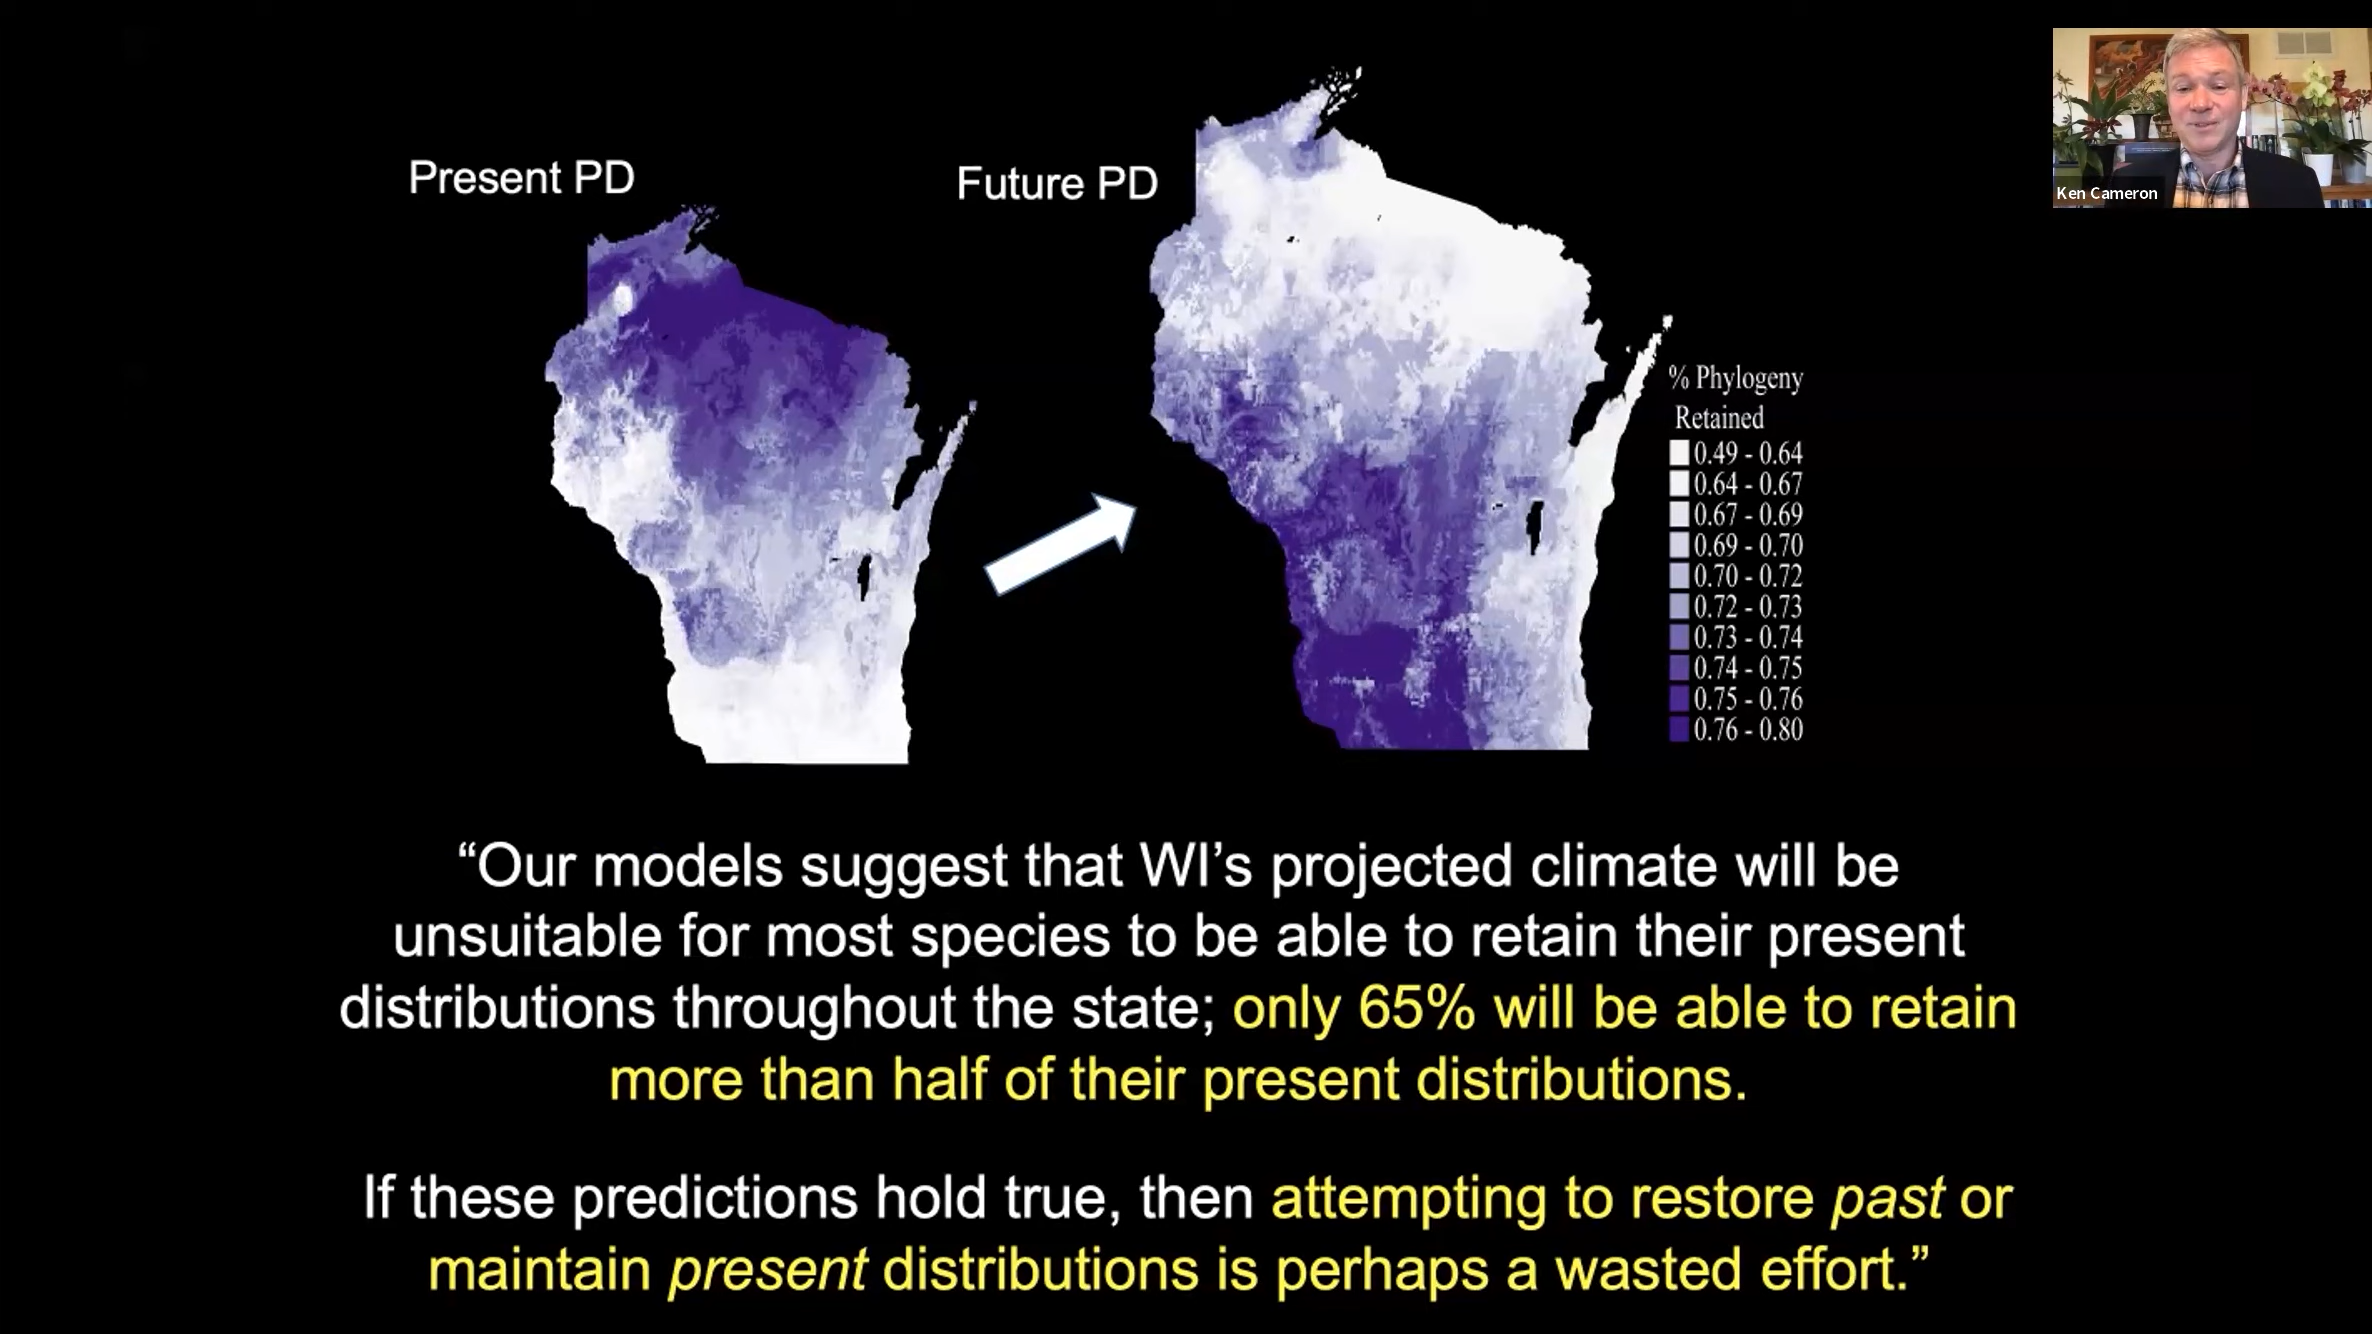 Present PD
Future PD
Ken Cameron
% Phylogeny
Retained
0.49 - 0.64
0.64 - 0.67
0.67 - 0.69
0.69 - 0.70
0.70 - 0.72
0.72 - 0.73
0.73 - 0.74
0.74 - 0.75
0.75 - 0.76
0.76 - 0.80
“Our models suggest that WI’s projected climate will be
unsuitable for most species to be able to retain their present
distributions throughout the state; only 65% will be able to retain
more than half of their present distributions.
If these predictions hold true, then attempting to restore past or
maintain present distributions is perhaps a wasted effort.”